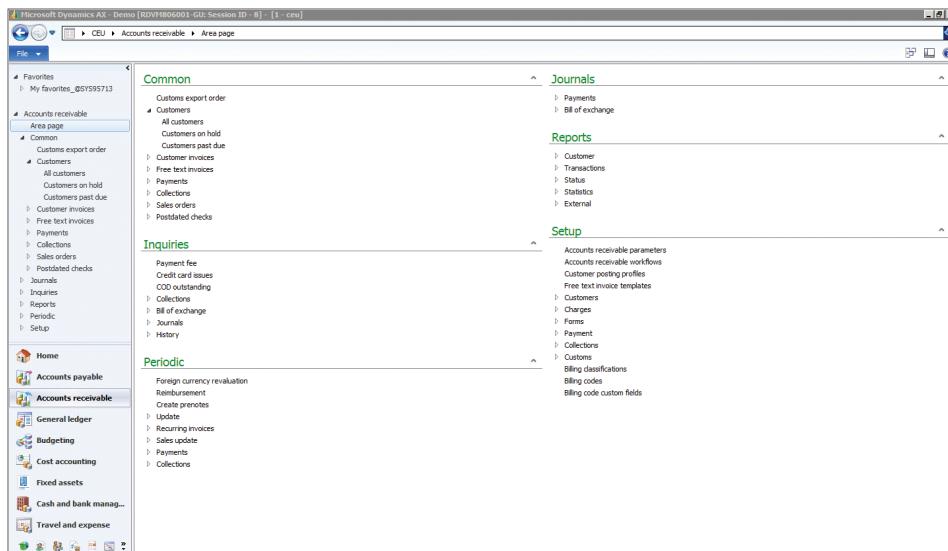 Microsoft Dynamics AX - Demo [RDVM806001-GU: Session ID - 8] - [1 - ceu]
CEU
Accounts receivable
Area page
File
Favorites
My favorites_@SYS95713
Accounts receivable
Area page
Common
Customs export order
Customers
All customers
Customers on hold
Customers past due
Customer invoices
Free text invoices
Payments
Collections
Sales orders
Postdated checks
Journals
Inquiries
Reports
Periodic
Setup
Home
Accounts payable
Accounts receivable
General ledger
Budgeting
Cost accounting
Fixed assets
Cash and bank manag...
Travel and expense
Common
Customs export order
Customers
All customers
Customers on hold
Customers past due
Customer invoices
Free text invoices
Payments
Collections
Sales orders
Postdated checks
Inquiries
Payment fee
Credit card issues
COD outstanding
Collections
Bill of exchange
Journals
History
Periodic
Foreign currency revaluation
Reimbursement
Create prenotes
Update
Recurring invoices
Sales update
Payments
Collections
Journals
Payments
Bill of exchange
Reports
Customer
Transactions
Status
Statistics
External
Setup
Accounts receivable parameters
Accounts receivable workflows
Customer posting profiles
Free text invoice templates
Customers
Charges
Forms
Payment
Collections
Customs
Billing classifications
Billing codes
Billing code custom fields